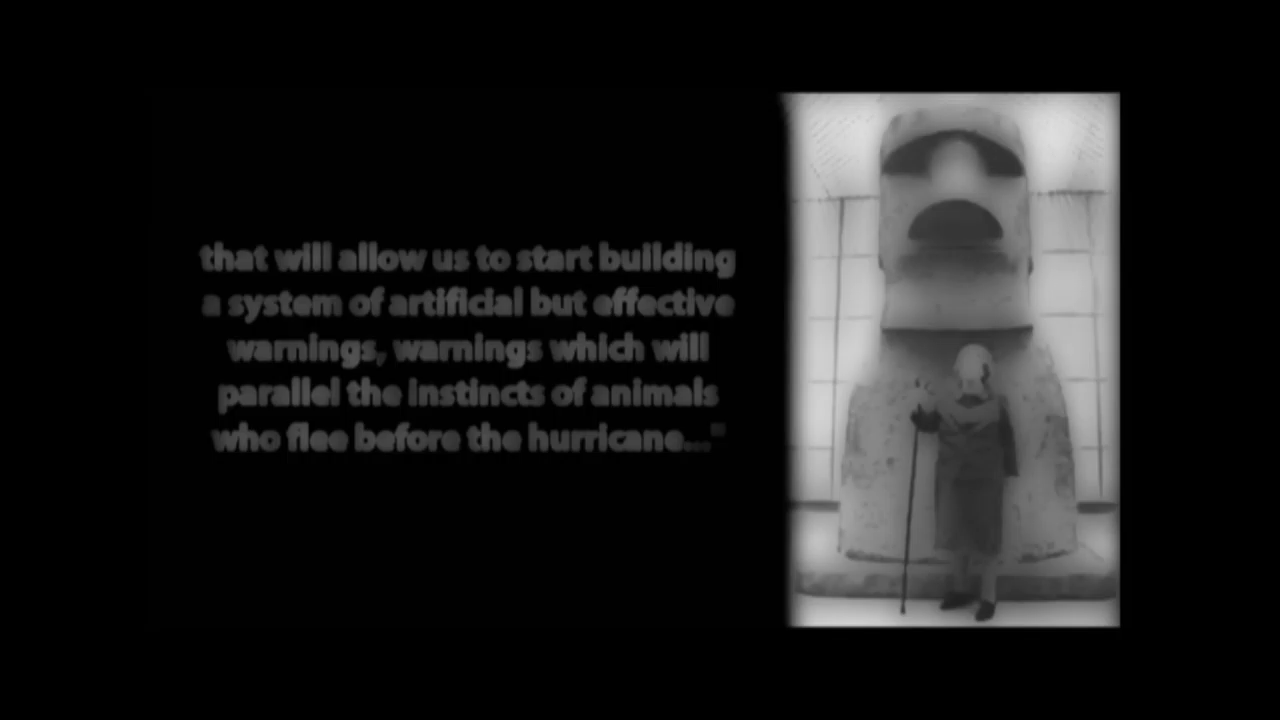 that will allow us to start building
a system of artificial but effective
warnings, warnings which will
parallel the instincts of animals
who flee before the hurricane..."